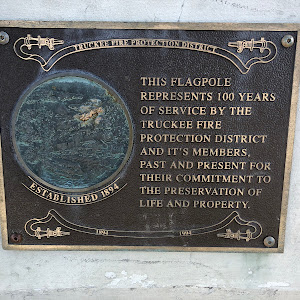 TRUCKEE FIRE PROTECTION DISTRICT
THIS FLAGPOLE
REPRESENTS 100 YEARS
OF SERVICE BY THE
TRUCKEE FIRE
PROTECTION DISTRICT
AND IT'S MEMBERS,
PAST AND PRESENT FOR
THEIR COMMITMENT TO
THE PRESERVATION OF
LIFE AND PROPERTY.
ESTABLISHED 1894
1894 1994